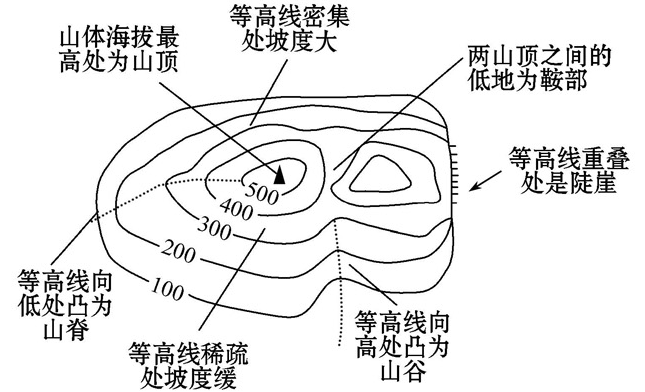 等高线密集
处坡度大
山体海拔最
高处为山顶
两山顶之间的
低地为鞍部
等高线重叠
处是陡崖
500
400
300
200
100
等高线向
低处凸为
山脊
等高线稀疏
处坡度缓
等高线向
高处凸为
山谷